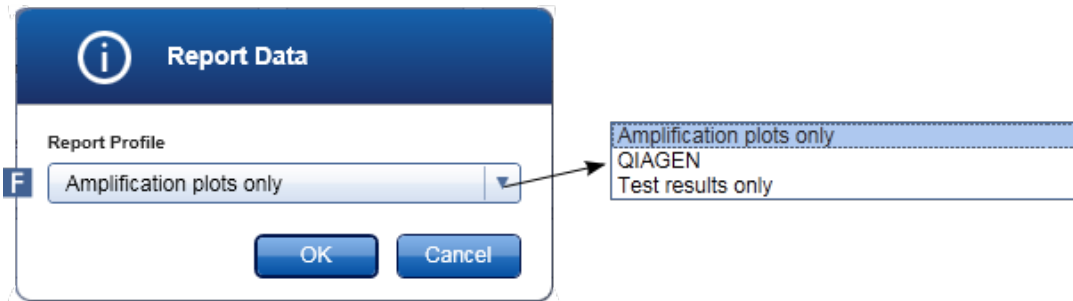 Report Data
Report Profile
F
Amplification plots only
OK
Cancel
Amplification plots only
QIAGEN
Test results only